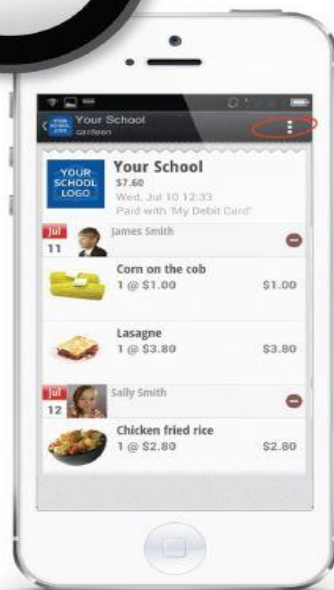 Your School
canteen
YOUR
SCHOOL
LOGO
Your School
$7.60
Wed, Jul 10 12:33
Paid with 'My Debit Card'
Jul
11
James Smith
Corn on the cob
1 @ $1.00
$1.00
Lasagne
1 @ $3.80
$3.80
Jul
12
Sally Smith
Chicken fried rice
1 @ $2.80
$2.80